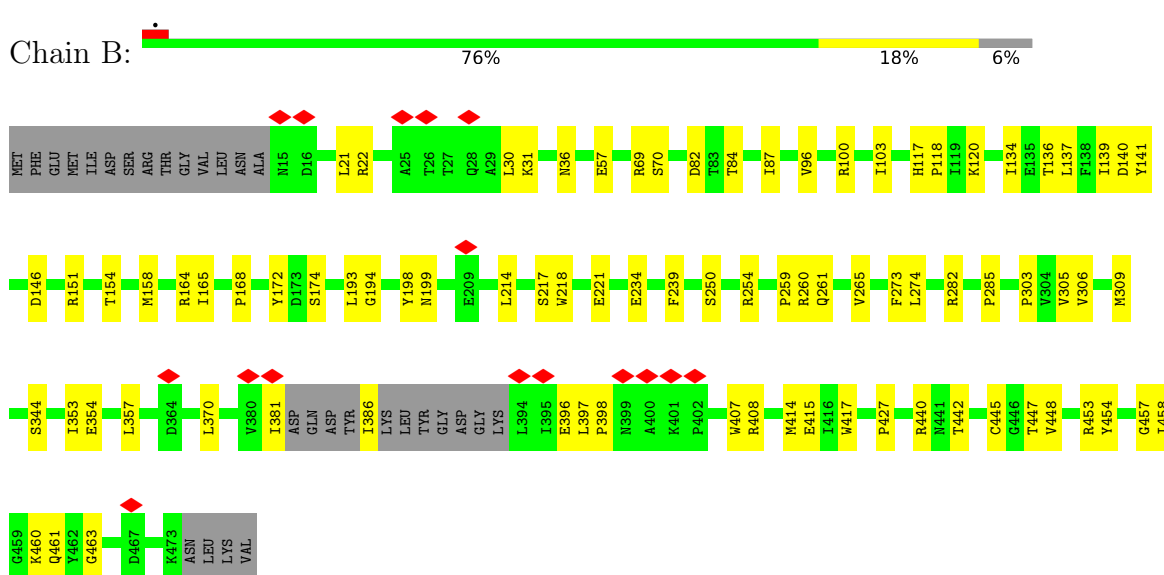 Chain B:
76% 18% 6%
MET PHE GLU MET ILE ASP SER ARG THR GLY VAL LEU ASN ALA N15 D16 L21 R22 A25 T26 T27 Q28 A29 L30 K31 N36 E57 R69 S70 D82 T83 T84 I87 V96 R100 I103 H117 P118 I119 K120 I134 E135 T136 L137 F138 I139 D140 Y141
D146 R151 T154 M158 R164 I165 P168 Y172 D173 S174 L193 G194 Y198 N199 E209 L214 S217 W218 E221 E234 F239 S250 R254 P259 R260 Q261 V265 F273 L274 R282 P285 P303 V304 V305 V306 M309
S344 I353 E354 L357 D364 L370 V380 I381 ASP GLN ASP TYR I386 LYS LEU TYR GLY ASP GLY LYS L394 I395 E396 L397 P398 N399 A400 K401 P402 W407 R408 M414 E415 I416 W417 P427 R440 N441 T442 C445 G446 T447 V448 R453 Y454 G457 I458
G459 K460 Q461 Y462 G463 D467 K473 ASN LEU LYS VAL